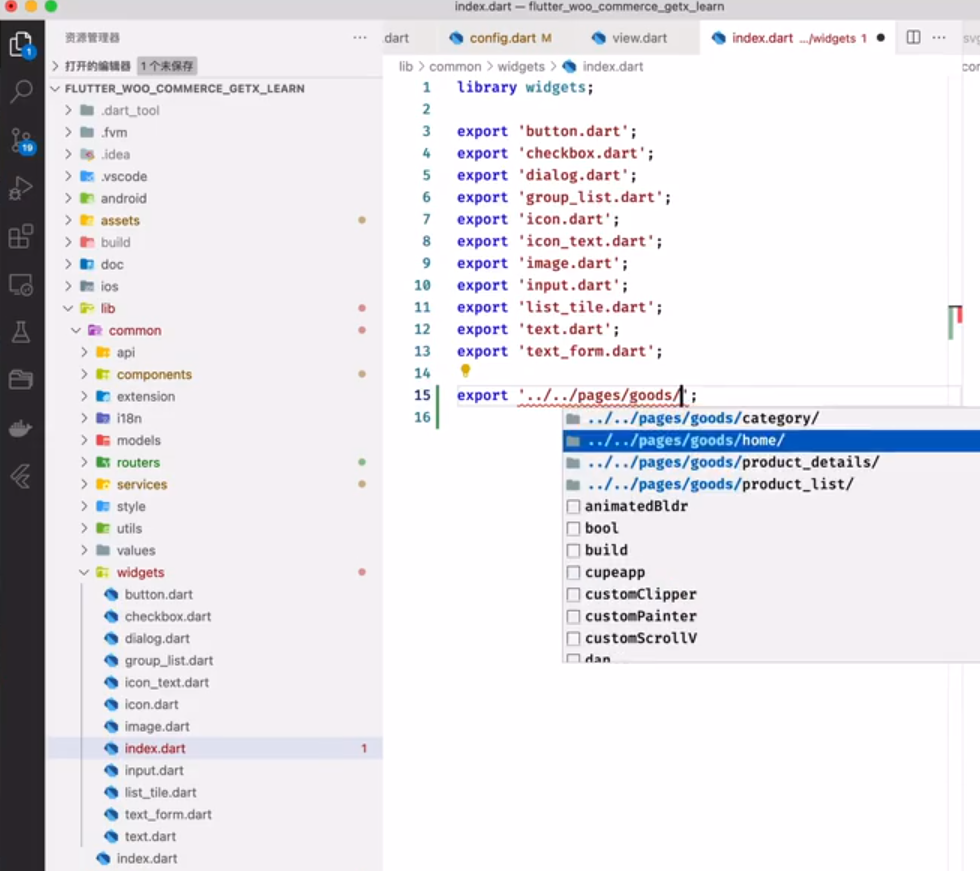 index.dart — flutter_woo_commerce_getx_learn
资源管理器
.dart
config.dart M
view.dart
index.dart .../widgets 1
svg
打开的编辑器 1 个未保存
lib > common > widgets > index.dart
con
FLUTTER_WOO_COMMERCE_GETX_LEARN
.dart_tool
.fvm
.idea
.vscode
android
assets
build
doc
ios
lib
common
api
components
extension
i18n
models
routers
services
style
utils
values
widgets
button.dart
checkbox.dart
dialog.dart
group_list.dart
icon_text.dart
icon.dart
image.dart
index.dart 1
input.dart
list_tile.dart
text_form.dart
text.dart
index.dart
1
19
1 library widgets;
2
3 export 'button.dart';
4 export 'checkbox.dart';
5 export 'dialog.dart';
6 export 'group_list.dart';
7 export 'icon.dart';
8 export 'icon_text.dart';
9 export 'image.dart';
10 export 'input.dart';
11 export 'list_tile.dart';
12 export 'text.dart';
13 export 'text_form.dart';
14
15 export '../../pages/goods/';
16
../../pages/goods/category/
../../pages/goods/home/
../../pages/goods/product_details/
../../pages/goods/product_list/
animatedBldr
bool
build
cupeapp
customClipper
customPainter
customScrollV